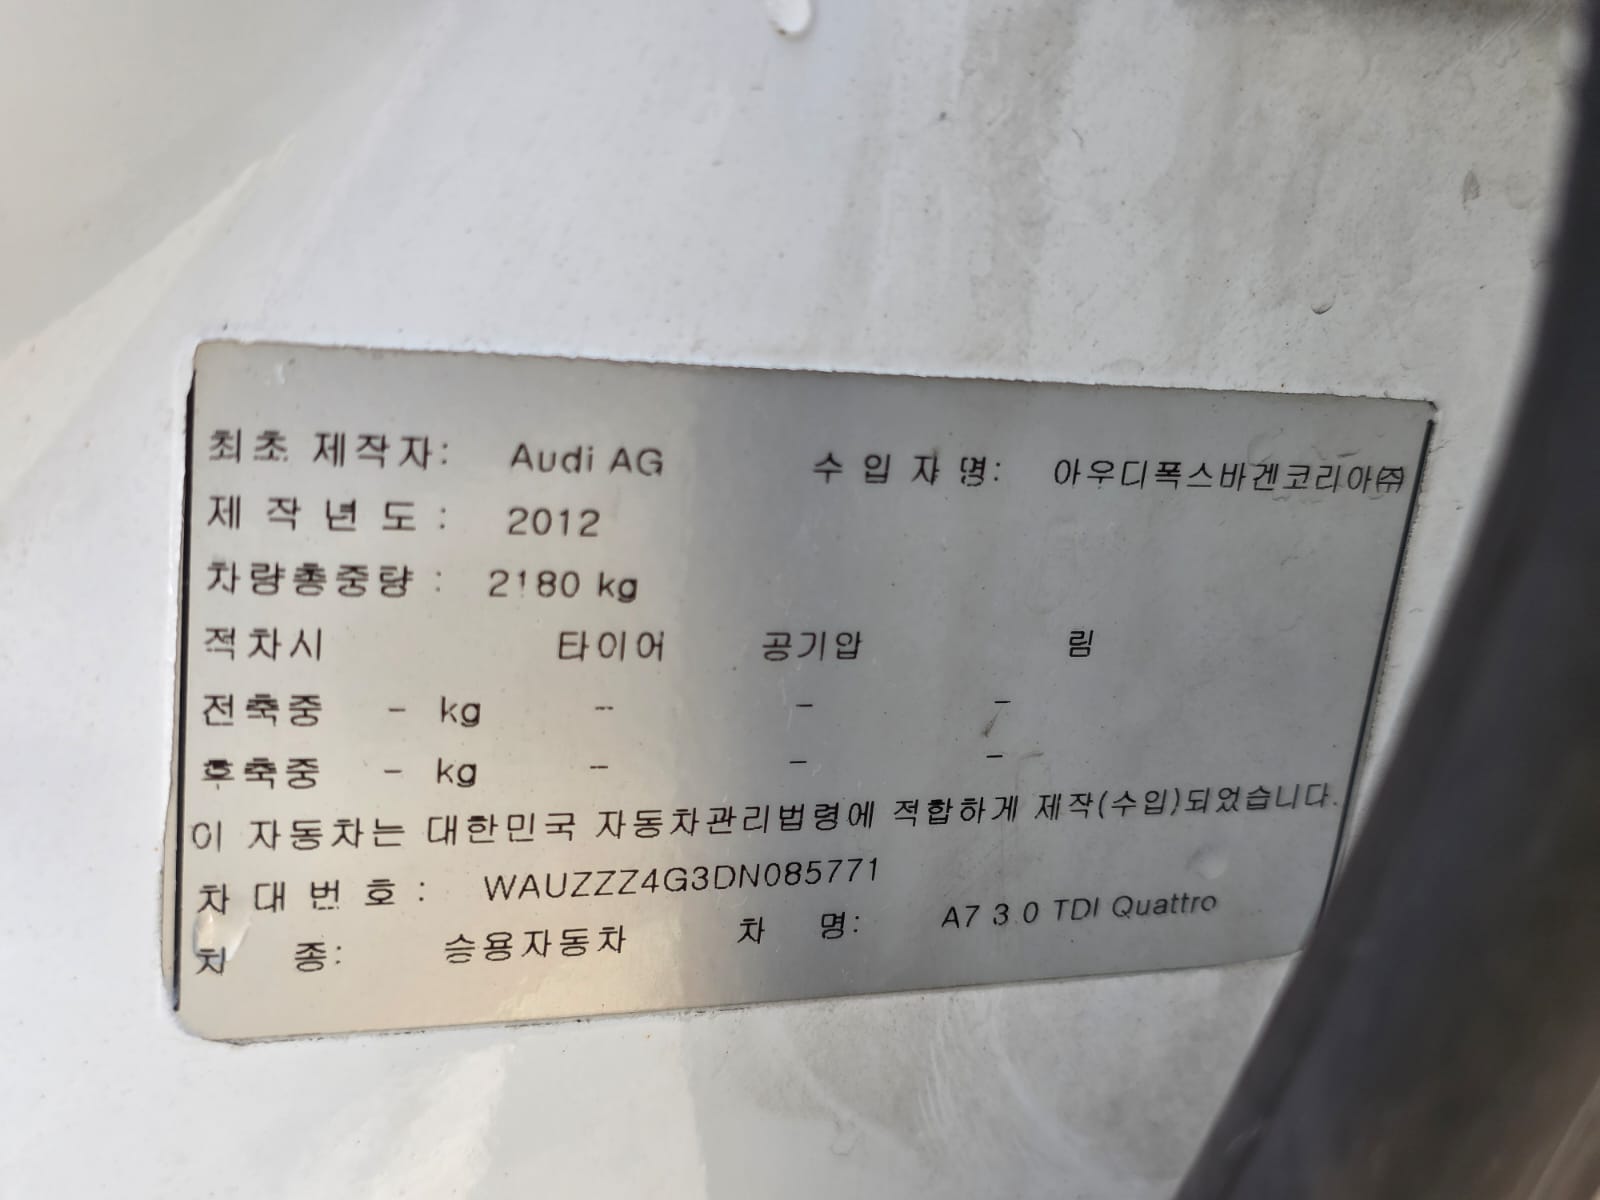 최초 제작자: Audi AG 수입자명: 아우디폭스바겐코리아㈜
제작년도: 2012
차량총중량: 2180 kg
적차시 타이어 공기압 림
전축중 - kg - - -
후축중 - kg - - -
이 자동차는 대한민국 자동차관리법령에 적합하게 제작(수입)되었습니다.
차대번호: WAUZZZ4G3DN085771
차 종: 승용자동차 차 명: A7 3.0 TDI Quattro